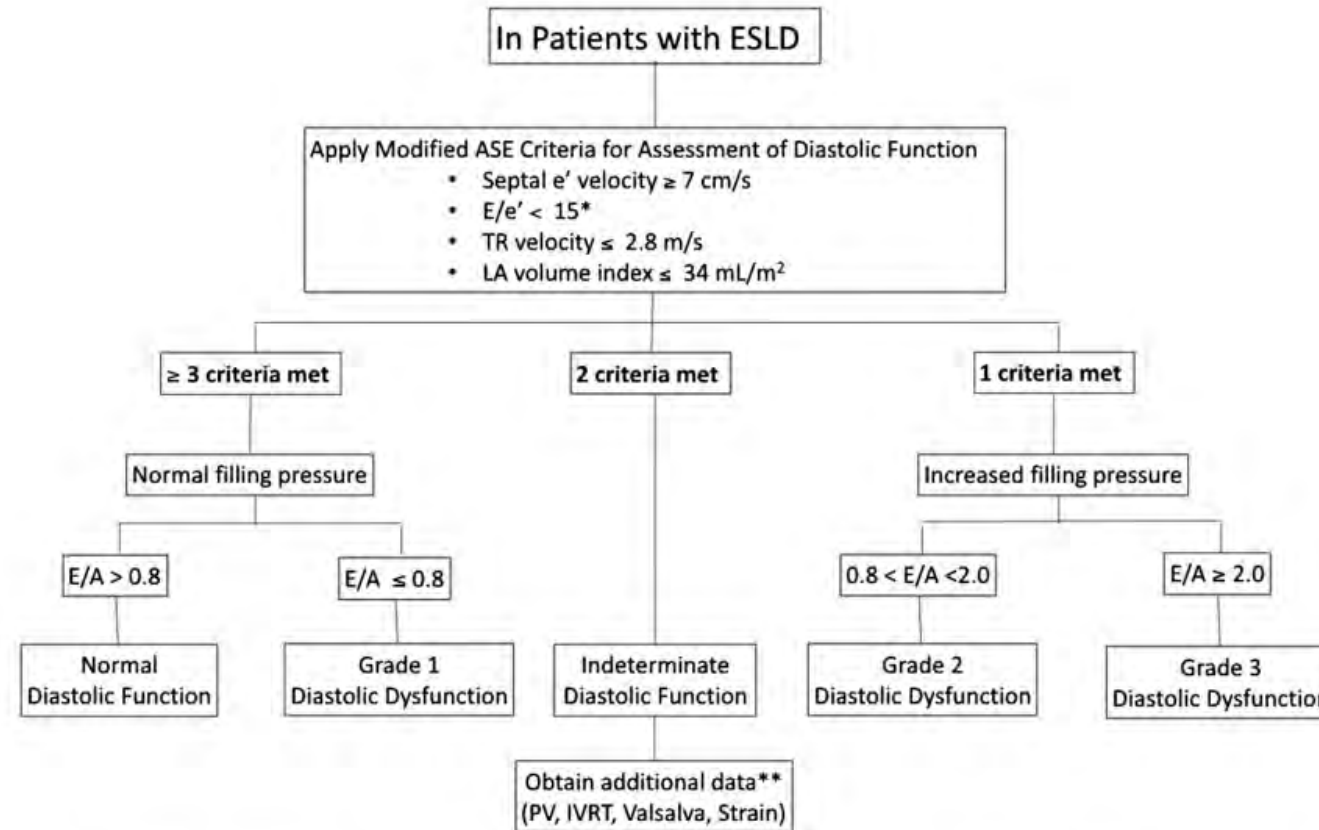 In Patients with ESLD
Apply Modified ASE Criteria for Assessment of Diastolic Function
• Septal e’ velocity ≥ 7 cm/s
• E/e’ < 15*
• TR velocity ≤ 2.8 m/s
• LA volume index ≤ 34 mL/m²
≥ 3 criteria met
2 criteria met
1 criteria met
Normal filling pressure
Increased filling pressure
E/A > 0.8
E/A ≤ 0.8
0.8 < E/A <2.0
E/A ≥ 2.0
Normal
Diastolic Function
Grade 1
Diastolic Dysfunction
Indeterminate
Diastolic Function
Grade 2
Diastolic Dysfunction
Grade 3
Diastolic Dysfunction
Obtain additional data**
(PV, IVRT, Valsalva, Strain)